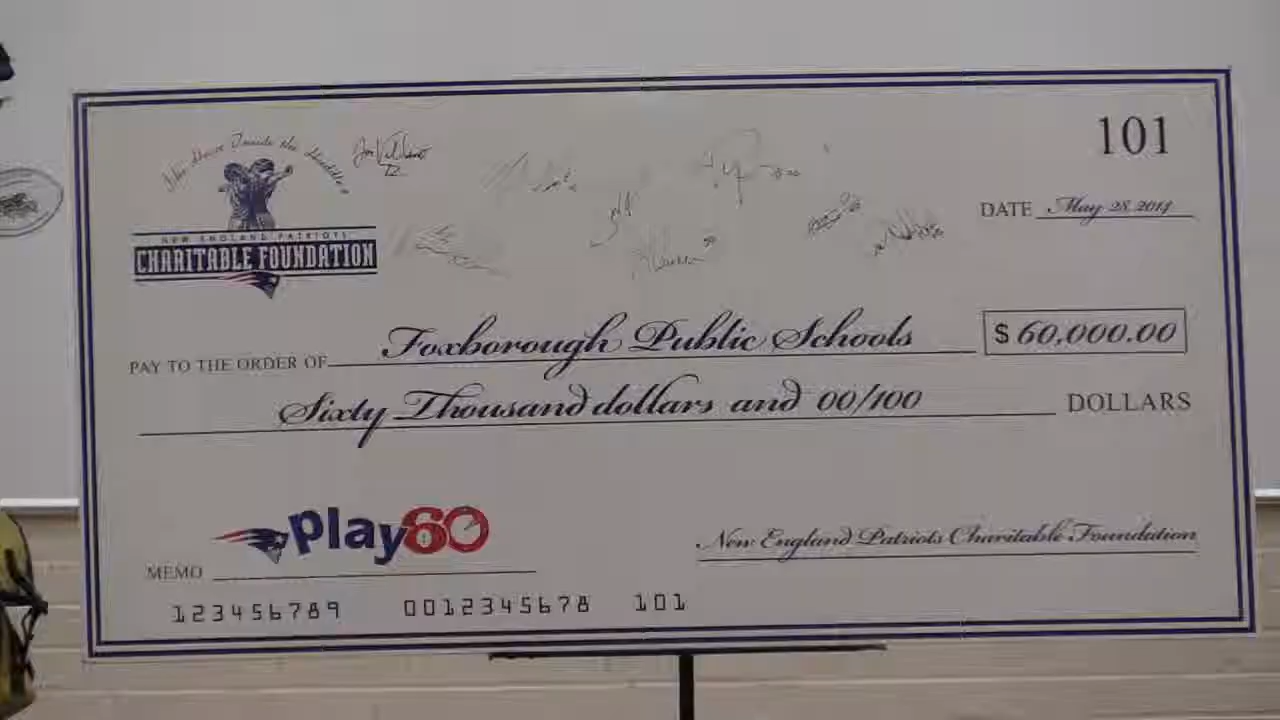 101
DATE May 28, 2014
NEW ENGLAND PATRIOTS
CHARITABLE FOUNDATION
PAY TO THE ORDER OF Foxborough Public Schools $ 60,000.00
Sixty Thousand dollars and 00/100 DOLLARS
play60
New England Patriots Charitable Foundation
MEMO
123456789 0012345678 101